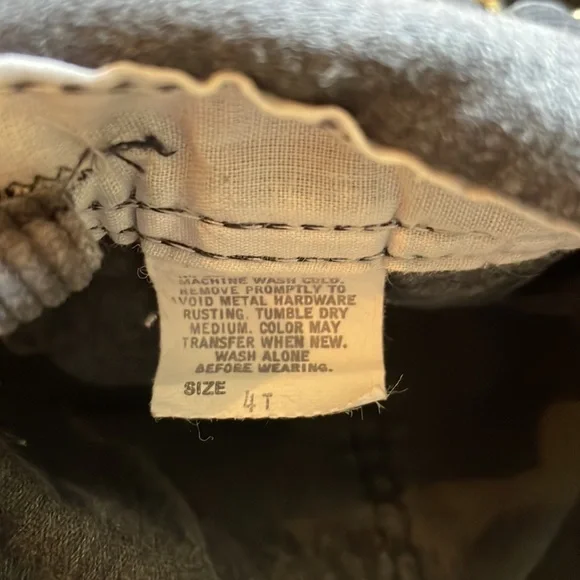 MACHINE WASH COLD.
REMOVE PROMPTLY TO
AVOID METAL HARDWARE
RUSTING. TUMBLE DRY
MEDIUM. COLOR MAY
TRANSFER WHEN NEW.
WASH ALONE
BEFORE WEARING.
SIZE 4T